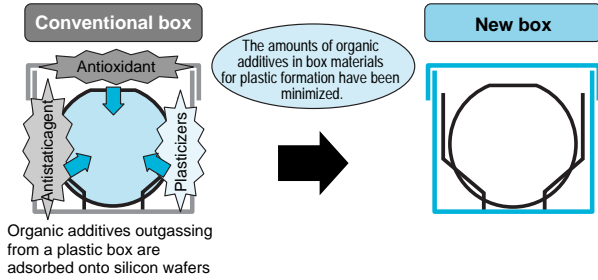 Conventional box
Antioxidant
Antistaticagent
Plasticizers
Organic additives outgassing
from a plastic box are
adsorbed onto silicon wafers
The amounts of organic
additives in box materials
for plastic formation have been
minimized.
New box